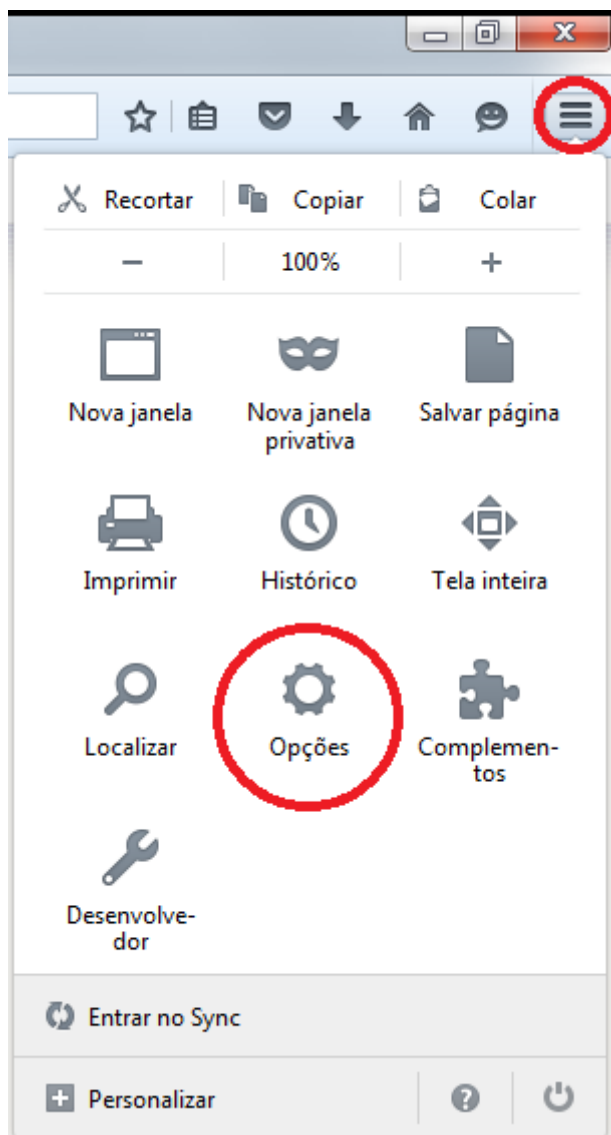 Recortar Copiar Colar
− 100% +
Nova janela Nova janela Salvar página
privativa
Imprimir Histórico Tela inteira
Localizar Opções Complemen-
tos
Desenvolve-
dor
Entrar no Sync
Personalizar